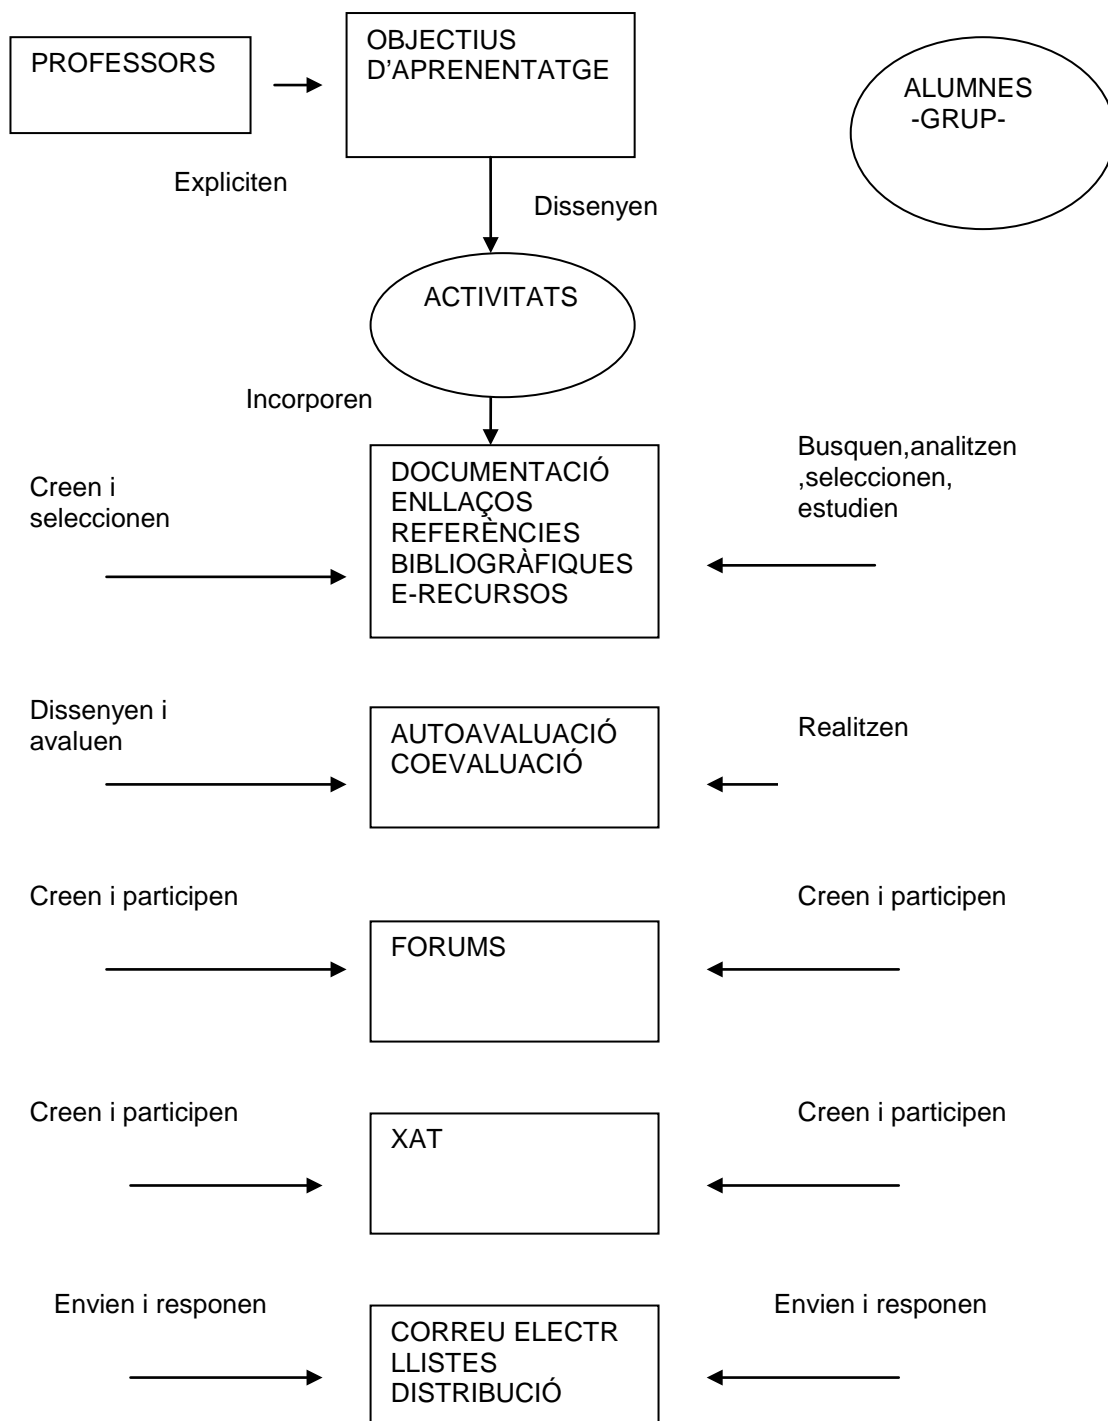 PROFESSORS
OBJECTIUS
D'APRENENTATGE
ALUMNES
-GRUP-
Expliciten
Dissenyen
ACTIVITATS
Incorporen
Creen i
seleccionen
DOCUMENTACIÓ
ENLLAÇOS
REFERÈNCIES
BIBLIOGRÀFIQUES
E-RECURSOS
Busquen,analitzen
,seleccionen,
estudien
Dissenyen i
avaluen
AUTOAVALUACIÓ
COEVALUACIÓ
Realitzen
Creen i participen
FORUMS
Creen i participen
Creen i participen
XAT
Creen i participen
Envien i responen
CORREU ELECTR
LLISTES
DISTRIBUCIÓ
Envien i responen